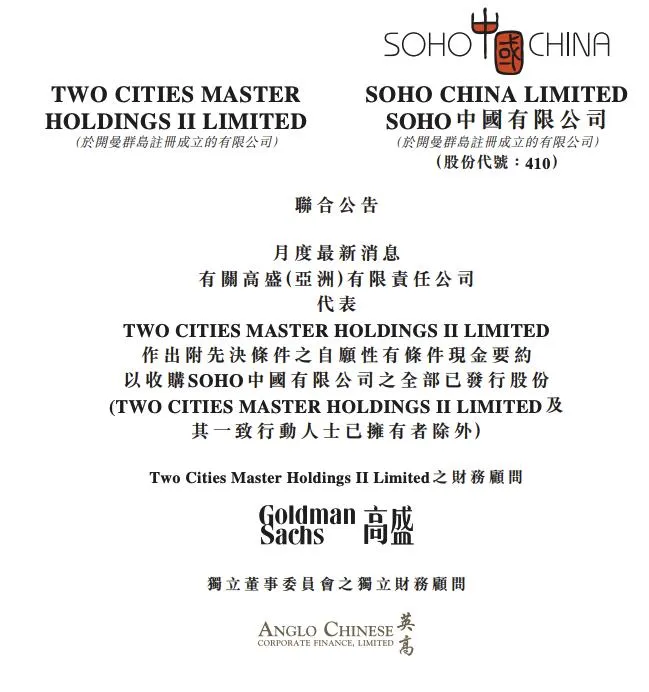 SOHO 中國 CHINA
TWO CITIES MASTER
HOLDINGS II LIMITED
(於開曼群島註冊成立的有限公司)
SOHO CHINA LIMITED
SOHO中國有限公司
(於開曼群島註冊成立的有限公司)
(股份代號：410)
聯合公告
月度最新消息
有關高盛(亞洲)有限責任公司
代表
TWO CITIES MASTER HOLDINGS II LIMITED
作出附先決條件之自願性有條件現金要約
以收購SOHO中國有限公司之全部已發行股份
(TWO CITIES MASTER HOLDINGS II LIMITED及
其一致行動人士已擁有者除外)
Two Cities Master Holdings II Limited之財務顧問
Goldman
Sachs
高盛
獨立董事委員會之獨立財務顧問
ANGLO CHINESE
CORPORATE FINANCE, LIMITED
英高